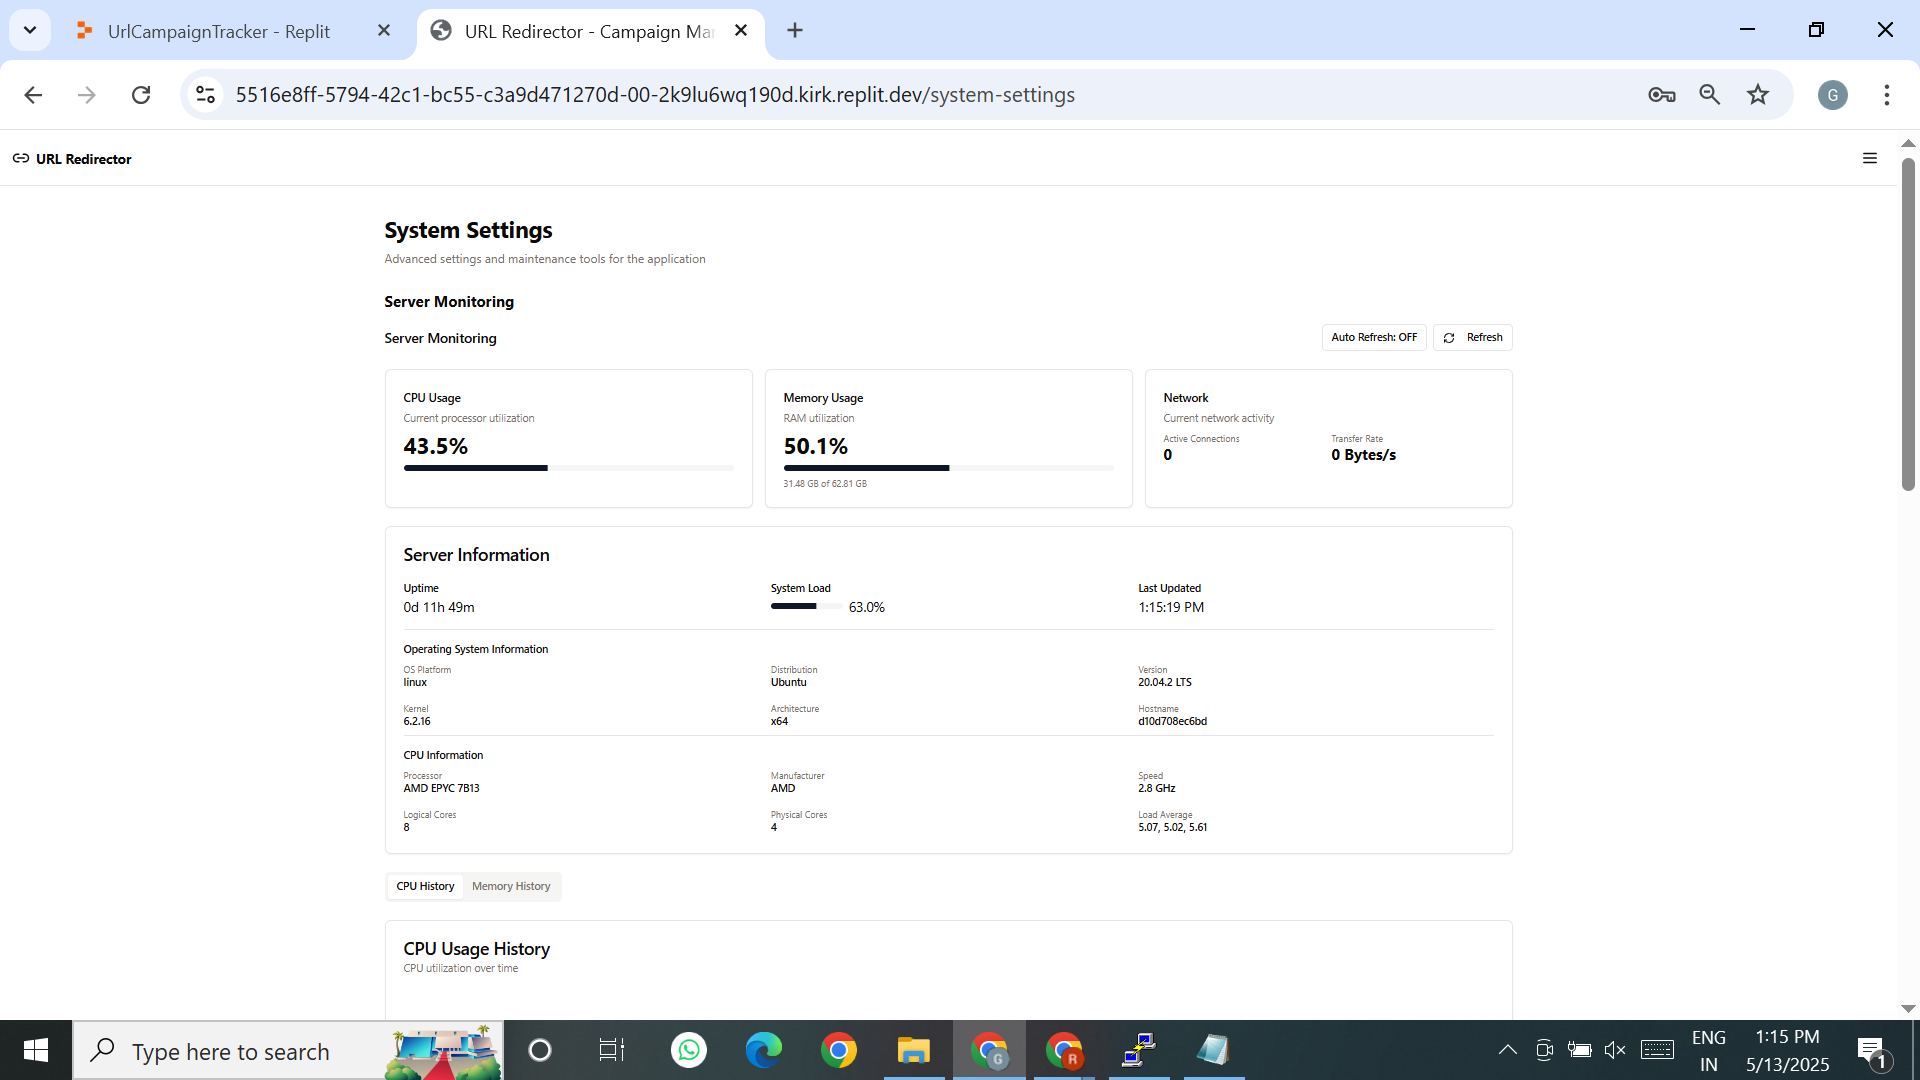 UrlCampaignTracker - Replit
URL Redirector - Campaign Ma
5516e8ff-5794-42c1-bc55-c3a9d471270d-00-2k9lu6wq190d.kirk.replit.dev/system-settings
G
URL Redirector
System Settings
Advanced settings and maintenance tools for the application
Server Monitoring
Server Monitoring
Auto Refresh: OFF
Refresh
CPU Usage
Current processor utilization
43.5%
Memory Usage
RAM utilization
50.1%
31.48 GB of 62.81 GB
Network
Current network activity
Active Connections
0
Transfer Rate
0 Bytes/s
Server Information
Uptime
0d 11h 49m
System Load
63.0%
Last Updated
1:15:19 PM
Operating System Information
OS Platform
linux
Distribution
Ubuntu
Version
20.04.2 LTS
Kernel
6.2.16
Architecture
x64
Hostname
d10d708ec6bd
CPU Information
Processor
AMD EPYC 7B13
Manufacturer
AMD
Speed
2.8 GHz
Logical Cores
8
Physical Cores
4
Load Average
5.07, 5.02, 5.61
CPU History
Memory History
CPU Usage History
CPU utilization over time
Type here to search
G
R
ENG
IN
1:15 PM
5/13/2025
1